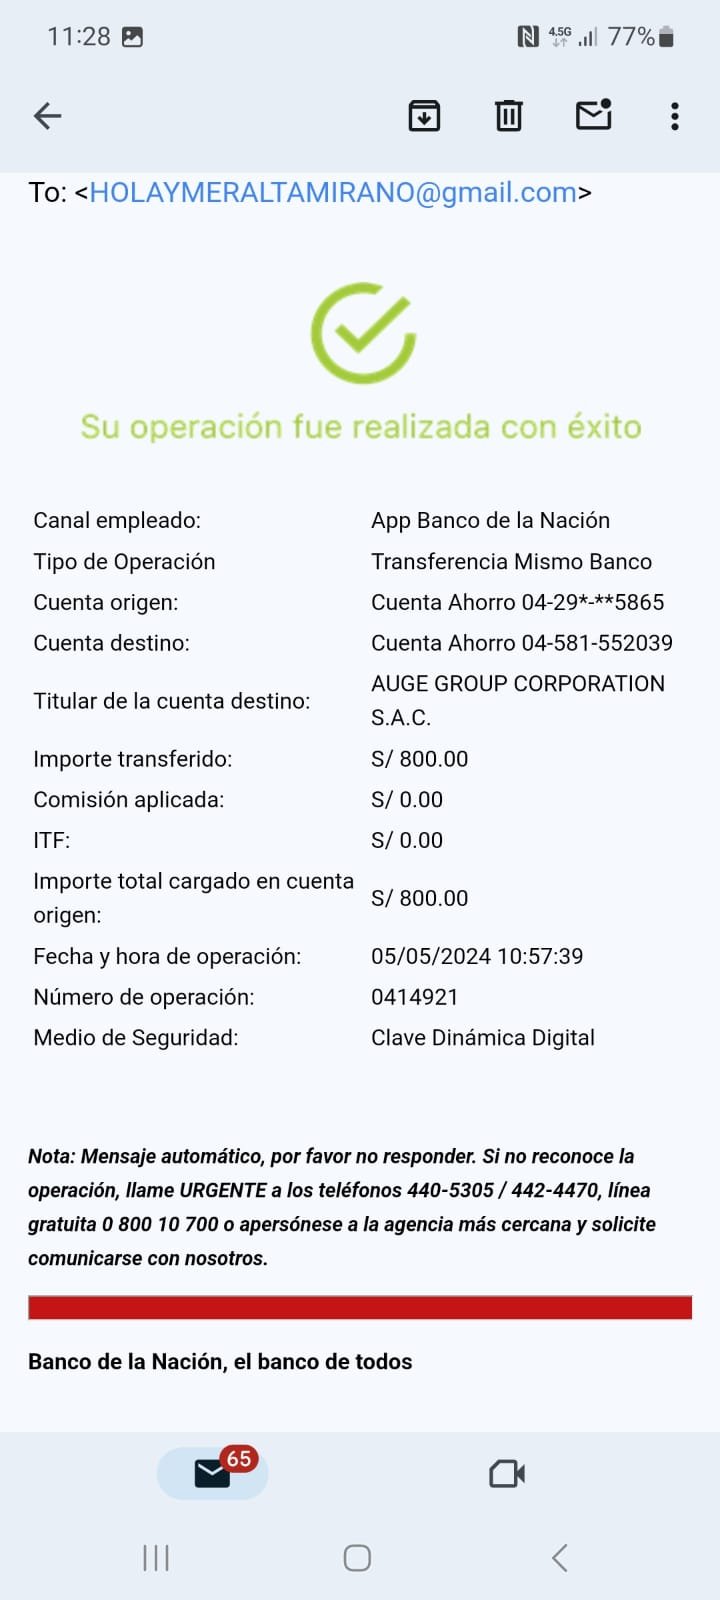 11:28
4.5G
77%
To: <HOLAYMERALTAMIRANO@gmail.com>
Su operación fue realizada con éxito
Canal empleado: App Banco de la Nación
Tipo de Operación Transferencia Mismo Banco
Cuenta origen: Cuenta Ahorro 04-29*-**5865
Cuenta destino: Cuenta Ahorro 04-581-552039
Titular de la cuenta destino: AUGE GROUP CORPORATION
S.A.C.
Importe transferido: S/ 800.00
Comisión aplicada: S/ 0.00
ITF: S/ 0.00
Importe total cargado en cuenta
origen: S/ 800.00
Fecha y hora de operación: 05/05/2024 10:57:39
Número de operación: 0414921
Medio de Seguridad: Clave Dinámica Digital
Nota: Mensaje automático, por favor no responder. Si no reconoce la
operación, llame URGENTE a los teléfonos 440-5305 / 442-4470, línea
gratuita 0 800 10 700 o apersónese a la agencia más cercana y solicite
comunicarse con nosotros.
Banco de la Nación, el banco de todos
65